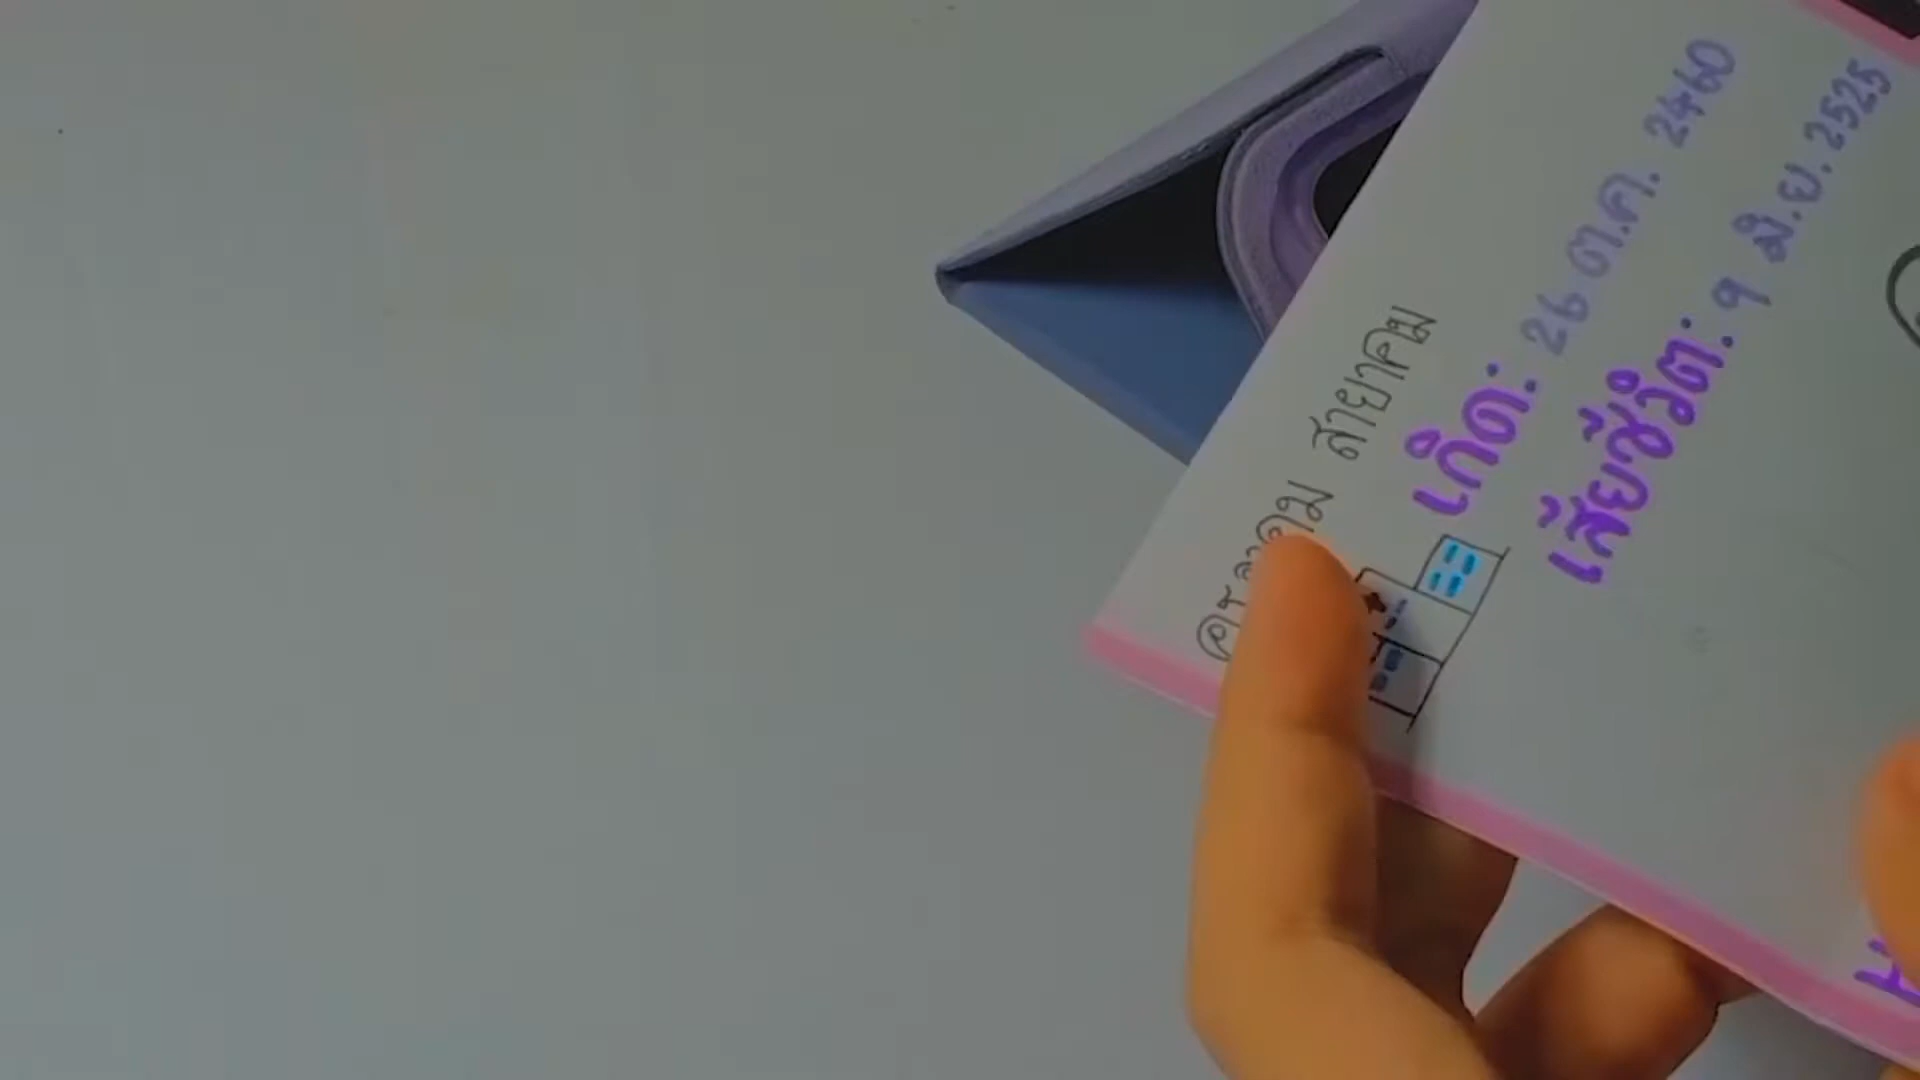 สายาคม
เกิด: 26 ต.ค. 2460
เสียชีวิต: 9 มิ.ย. 2525